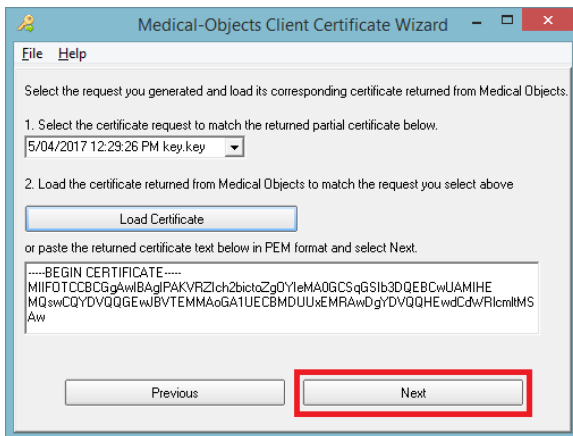 Medical-Objects Client Certificate Wizard
File Help
Select the request you generated and load its corresponding certificate returned from Medical Objects.
1. Select the certificate request to match the returned partial certificate below.
5/04/2017 12:29:26 PM key.key
2. Load the certificate returned from Medical Objects to match the request you select above
Load Certificate
or paste the returned certificate text below in PEM format and select Next.
-----BEGIN CERTIFICATE-----
MIIFOTCCBCGgAwIBAgIPAKVRZIch2bictoZgOYIeMA0GCSqGSIb3DQEBCwUAMIHE
MQswCQYDVQQGEwJBVTEMMAoGA1UECBMDUUxEMRAwDgYDVQQHEwdCdWRlcmltMS
Aw
Previous Next